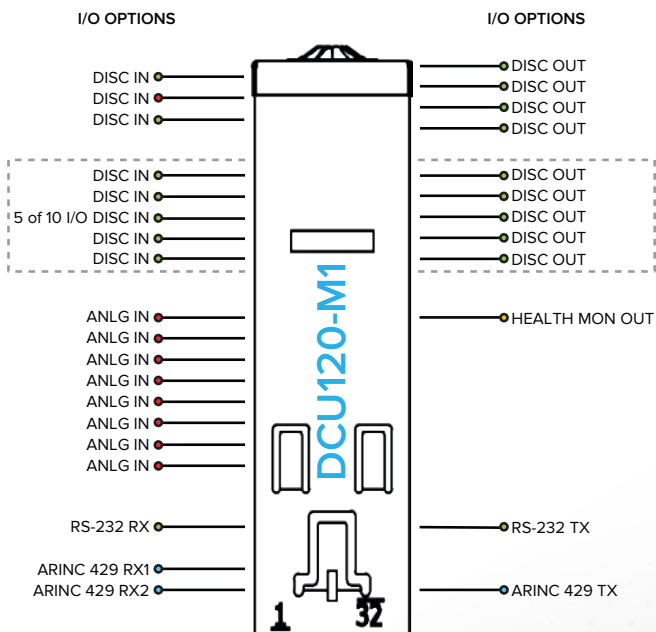 I/O OPTIONS
I/O OPTIONS
DISC IN
DISC IN
DISC IN
DISC OUT
DISC OUT
DISC OUT
DISC OUT
DISC IN
DISC IN
5 of 10 I/O DISC IN
DISC IN
DISC IN
DISC OUT
DISC OUT
DISC OUT
DISC OUT
DISC OUT
ANLG IN
ANLG IN
ANLG IN
ANLG IN
ANLG IN
ANLG IN
ANLG IN
ANLG IN
HEALTH MON OUT
DCU120-M1
RS-232 RX
RS-232 TX
ARINC 429 RX1
ARINC 429 RX2
ARINC 429 TX
1
32